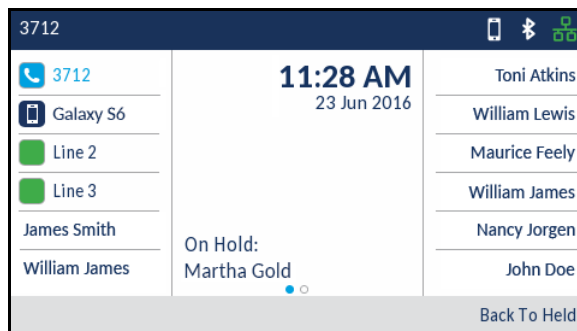 3712
3712
Galaxy S6
Line 2
Line 3
James Smith
William James
11:28 AM
23 Jun 2016
On Hold:
Martha Gold
Toni Atkins
William Lewis
Maurice Feely
William James
Nancy Jorgen
John Doe
Back To Held